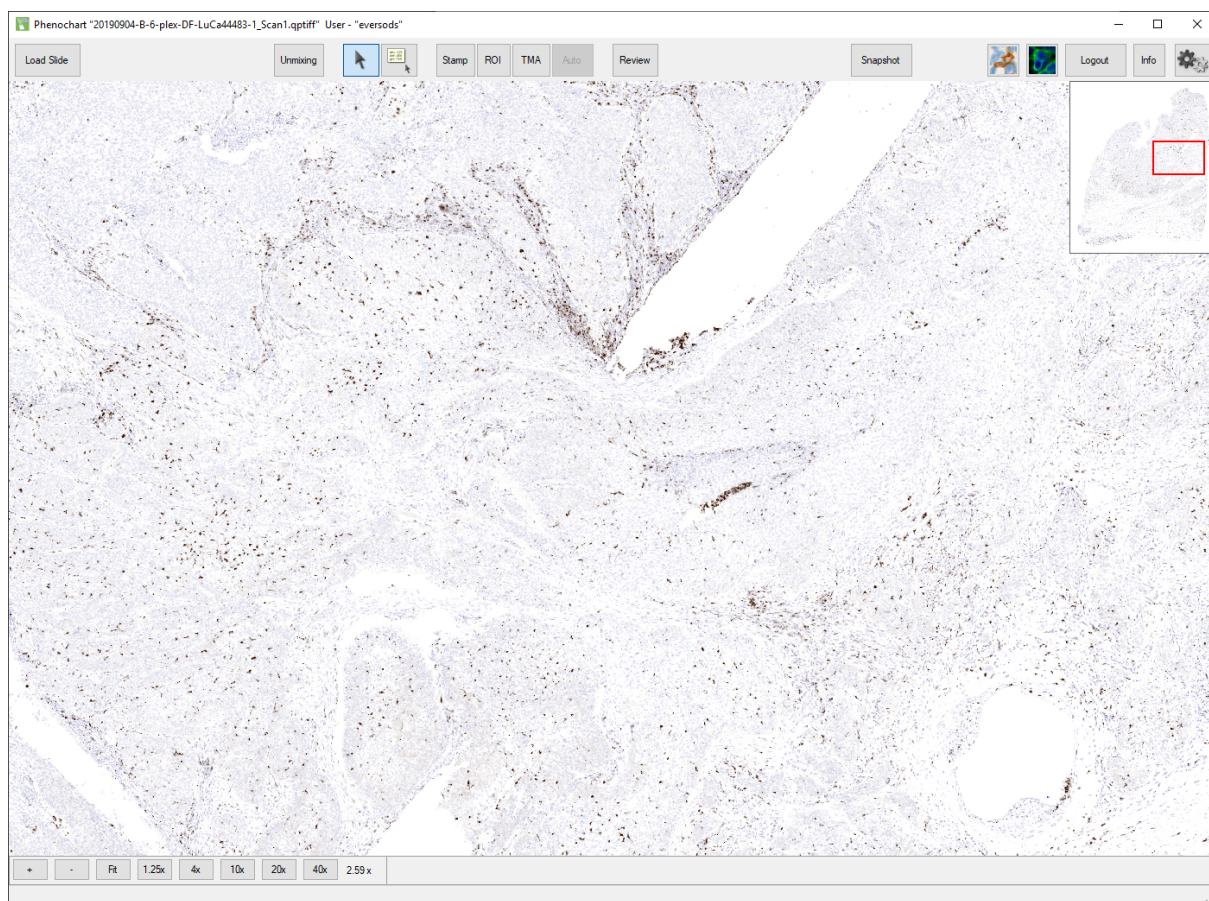 Phenochart "20190904-B-6-plex-DF-LuCa44483-1_Scan1.qptiff" User - "eversods"
Load Slide Unmixing Stamp ROI TMA Auto Review Snapshot Logout Info
+ - Fit 1.25x 4x 10x 20x 40x 2.59 x